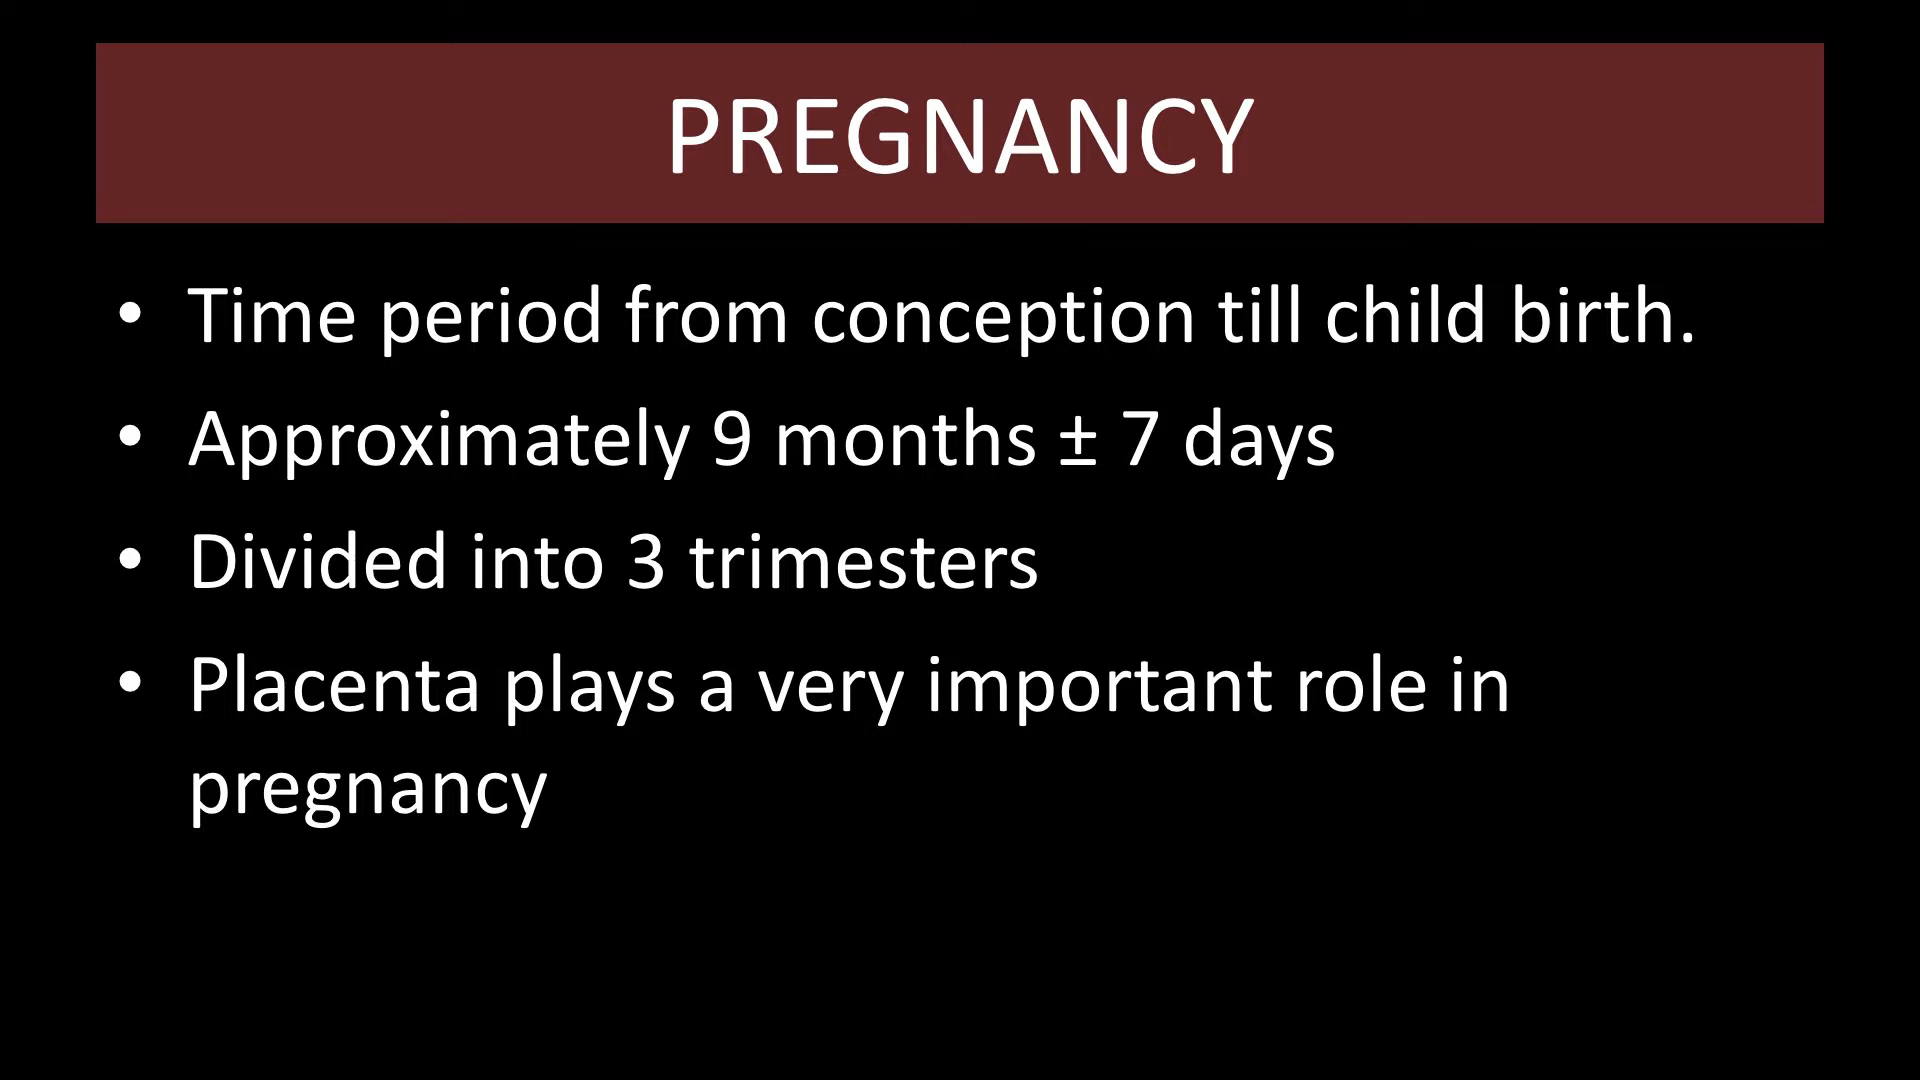 PREGNANCY
• Time period from conception till child birth.
• Approximately 9 months ± 7 days
• Divided into 3 trimesters
• Placenta plays a very important role in
pregnancy